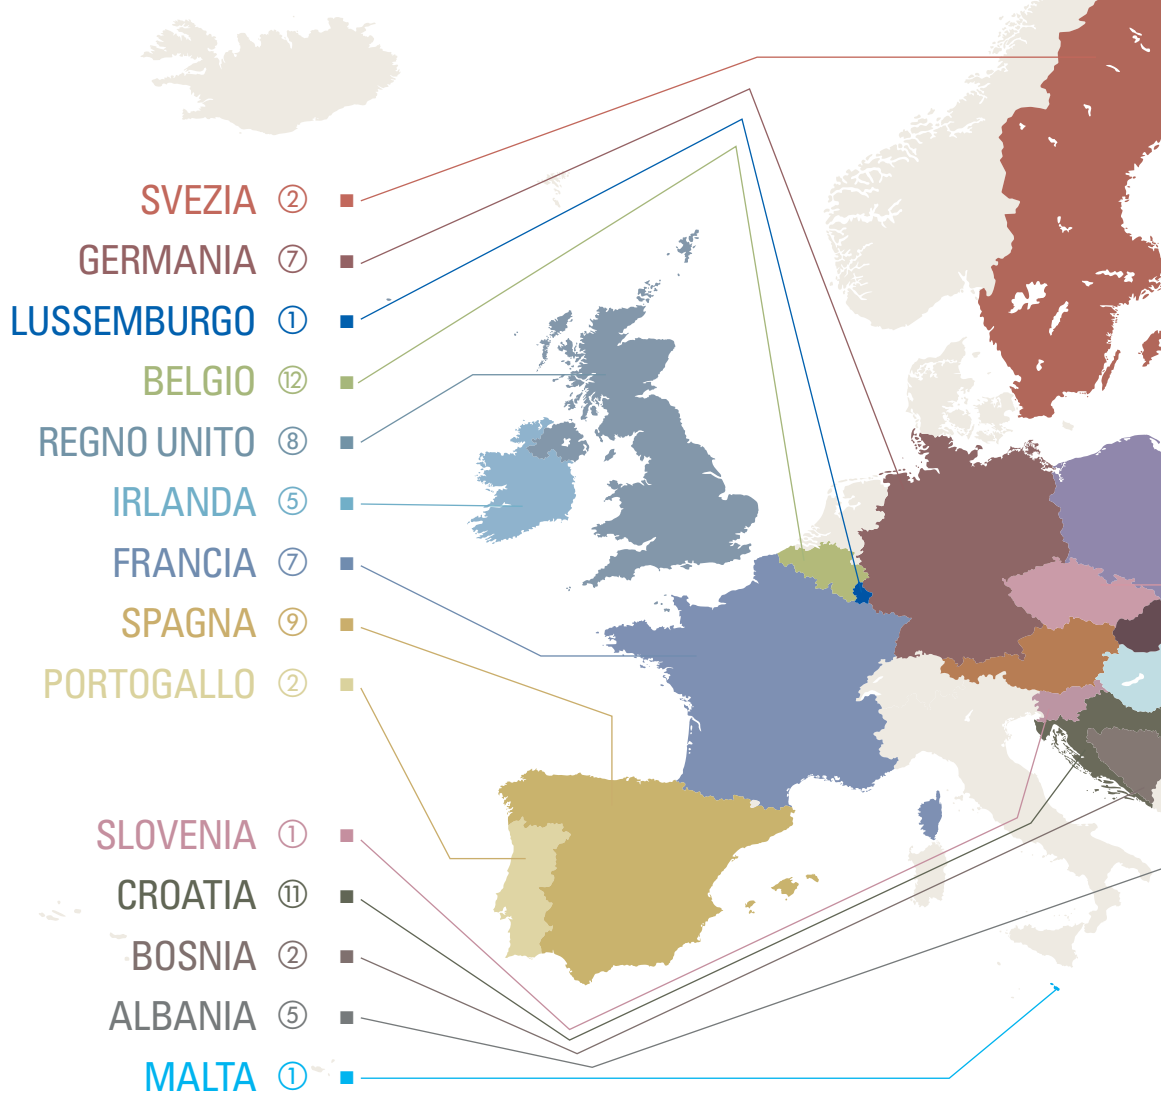 SVEZIA ②
GERMANIA ⑦
LUSSEMBURGO ①
BELGIO ⑫
REGNO UNITO ⑧
IRLANDA ⑤
FRANCIA ⑦
SPAGNA ⑨
PORTOGALLO ②
SLOVENIA ①
CROATIA ⑪
BOSNIA ②
ALBANIA ⑤
MALTA ①